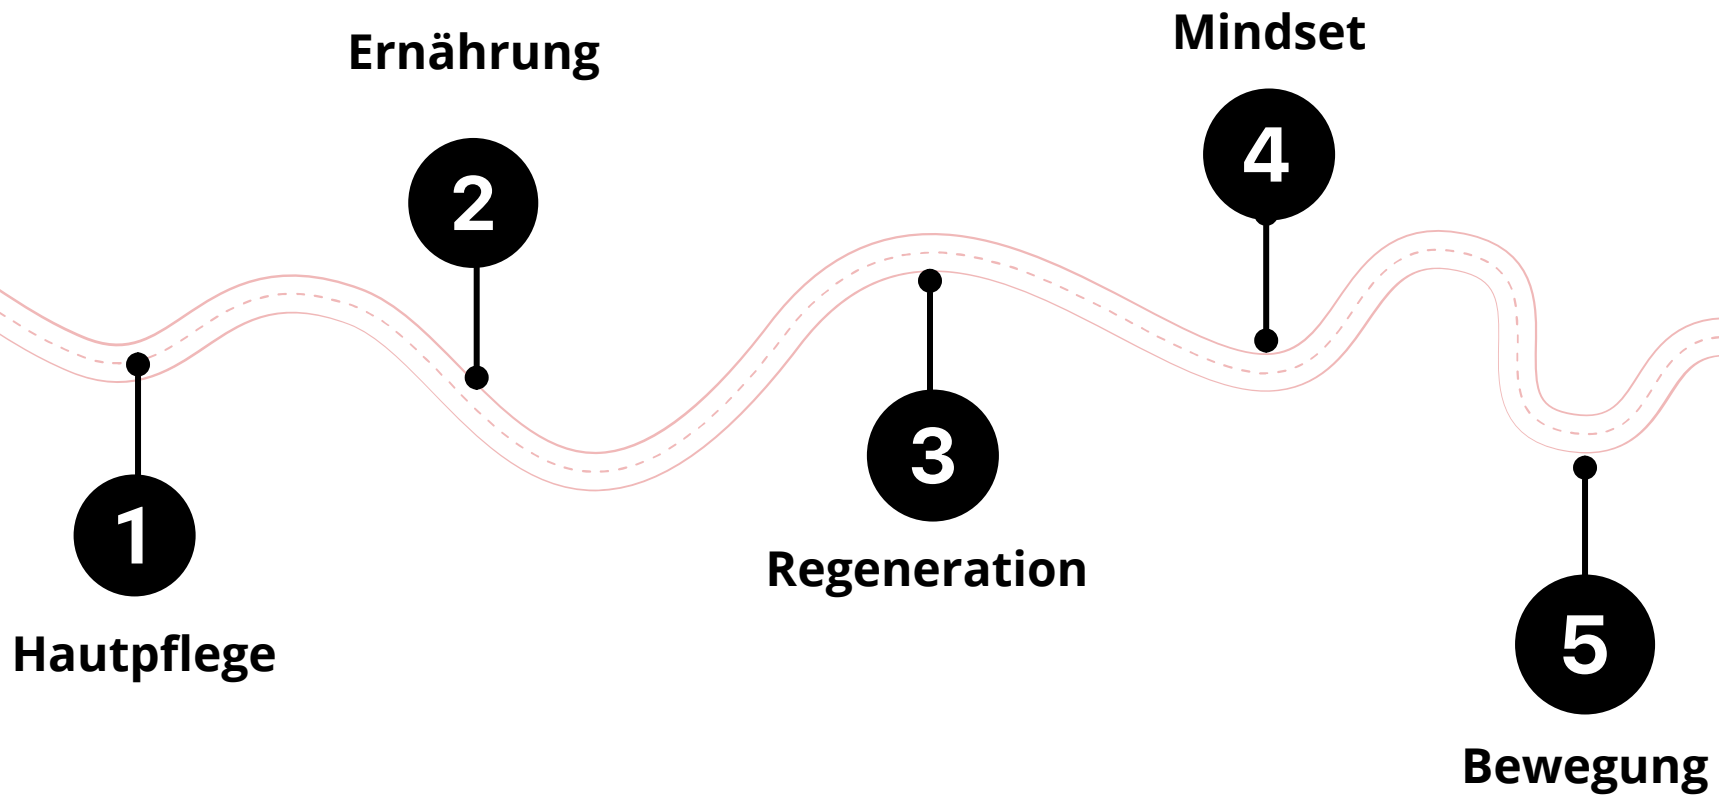 1
Hautpflege
Ernährung
2
3
Regeneration
Mindset
4
5
Bewegung